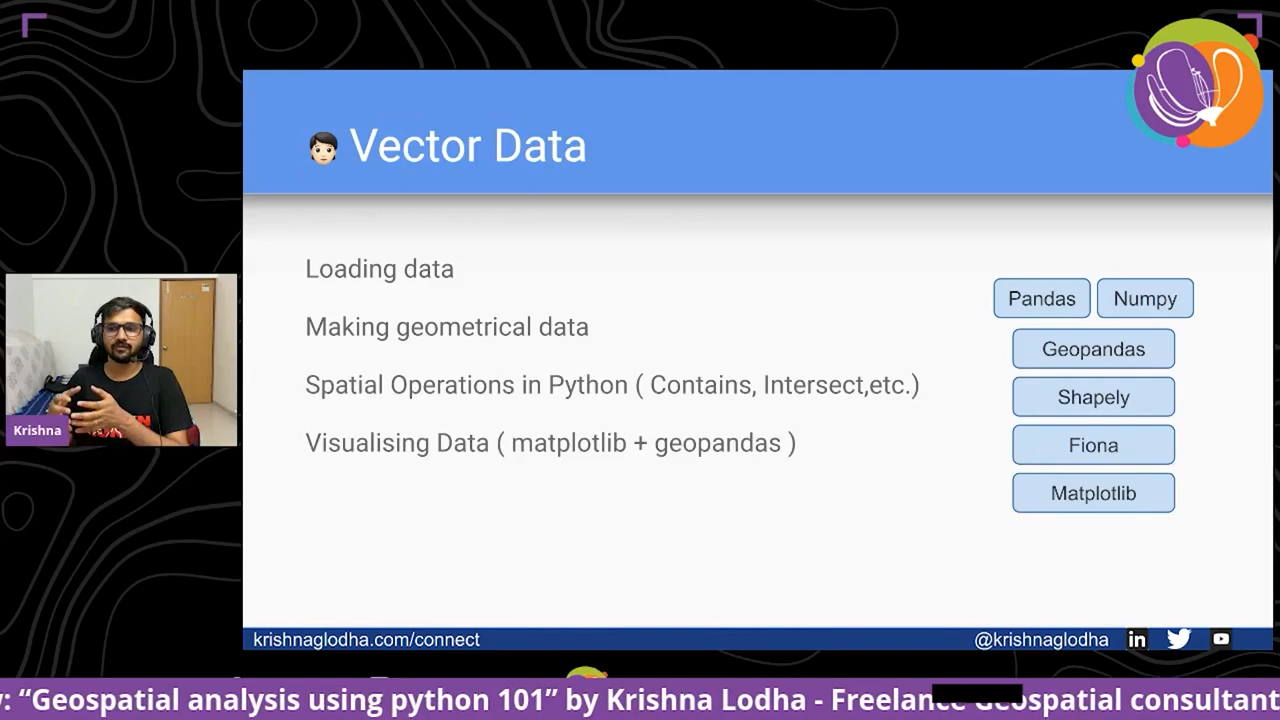 Vector Data
Loading data
Making geometrical data
Spatial Operations in Python ( Contains, Intersect,etc.)
Visualising Data ( matplotlib + geopandas )
Pandas Numpy
Geopandas
Shapely
Fiona
Matplotlib
Krishna
krishnaglodha.com/connect @krishnaglodha
: “Geospatial analysis using python 101” by Krishna Lodha - consultant